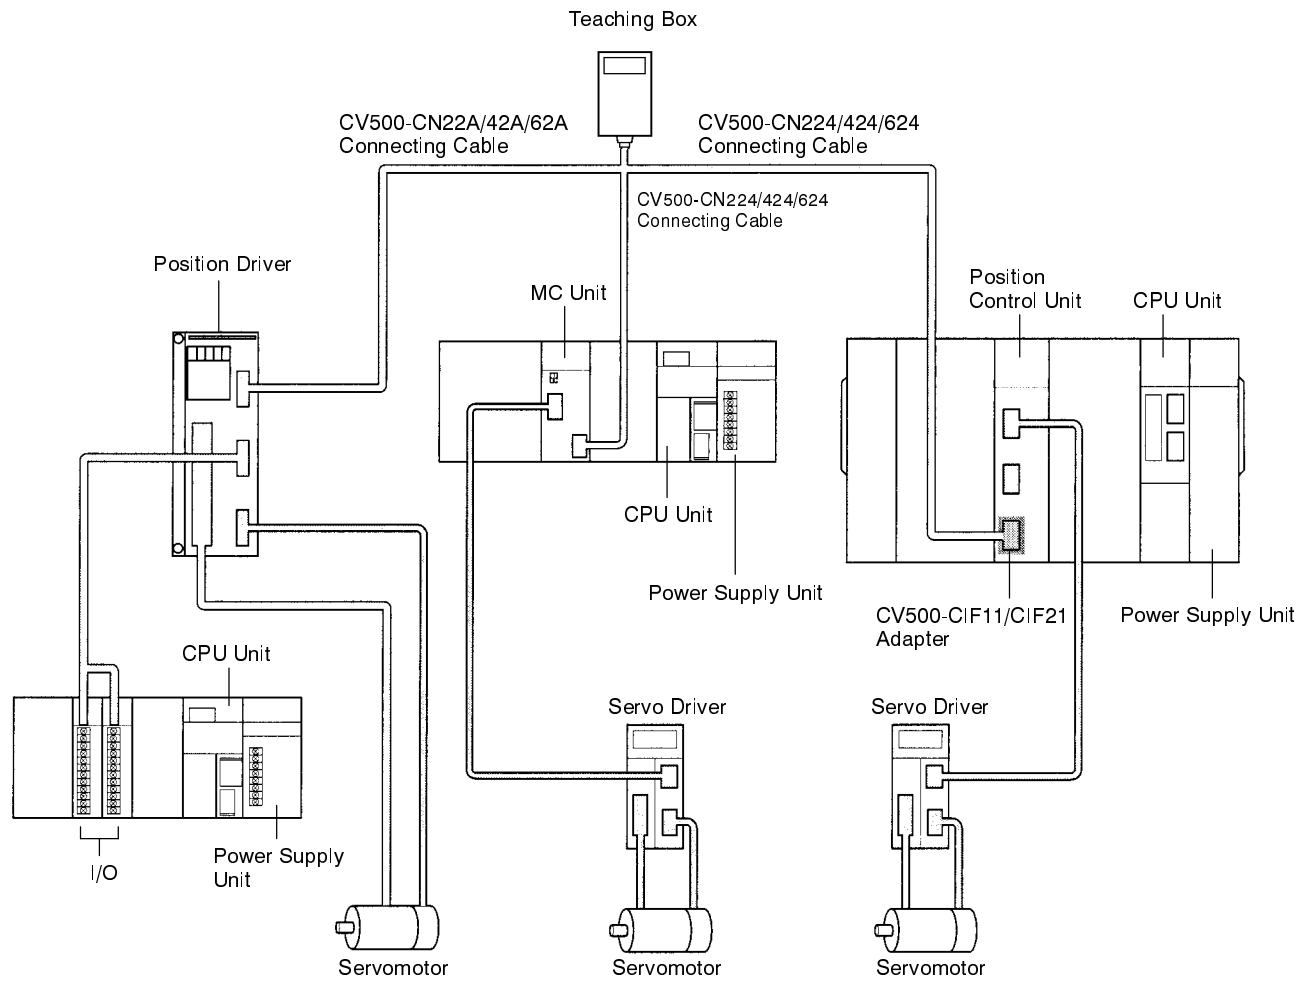 Teaching Box
CV500-CN22A/42A/62A
Connecting Cable
CV500-CN224/424/624
Connecting Cable
CV500-CN224/424/624
Connecting Cable
Position Driver
MC Unit
Position
Control Unit
CPU Unit
CPU Unit
Power Supply Unit
CV500-CIF11/CIF21
Adapter
Power Supply Unit
CPU Unit
Servo Driver
Servo Driver
I/O
Power Supply
Unit
Servomotor
Servomotor
Servomotor